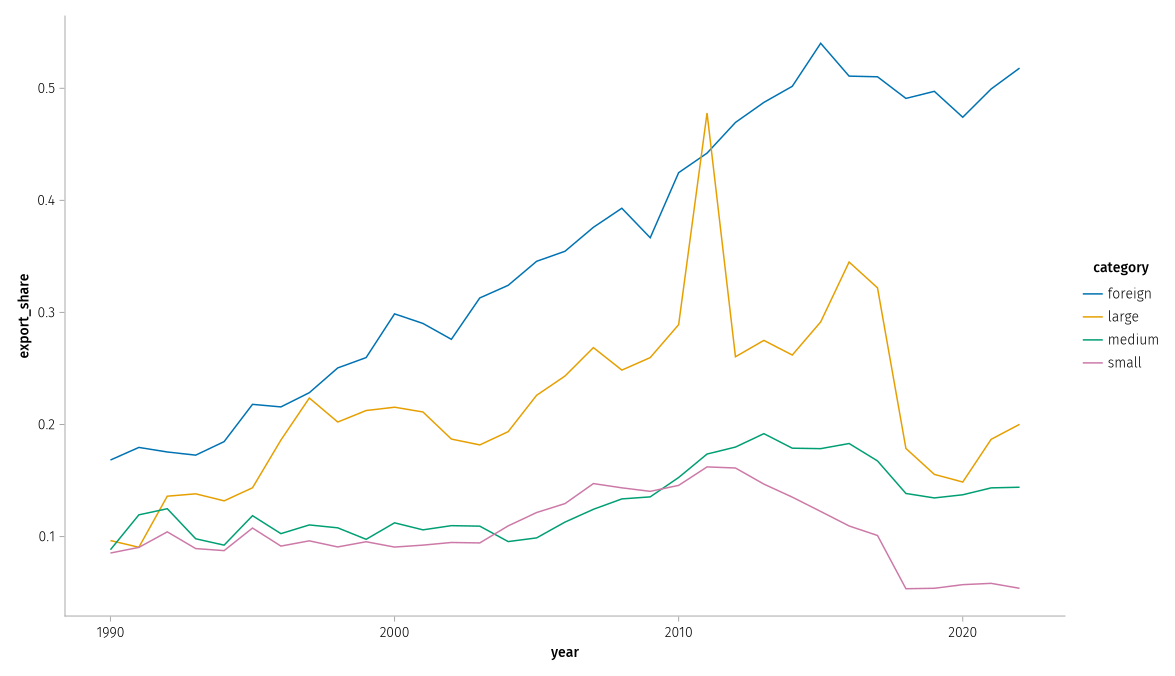 0.5
0.4
0.3
0.2
0.1
export_share
1990
2000
2010
2020
year
category
foreign
large
medium
small